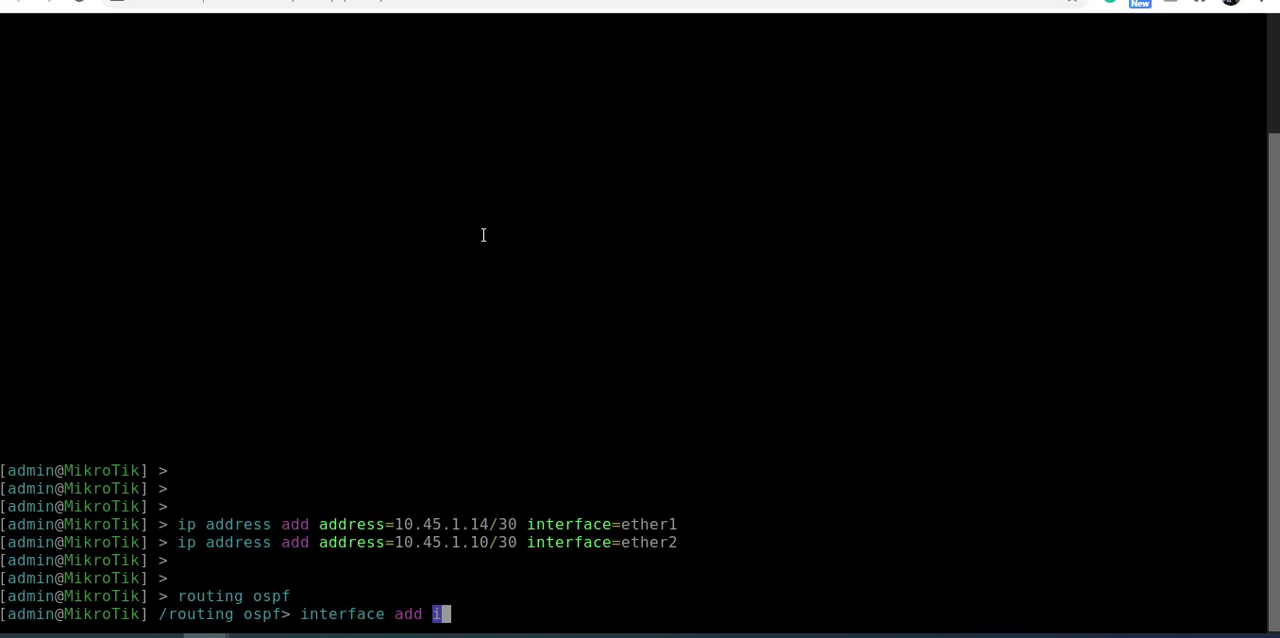 New
[admin@MikroTik] >
[admin@MikroTik] >
[admin@MikroTik] >
[admin@MikroTik] > ip address add address=10.45.1.14/30 interface=ether1
[admin@MikroTik] > ip address add address=10.45.1.10/30 interface=ether2
[admin@MikroTik] >
[admin@MikroTik] >
[admin@MikroTik] > routing ospf
[admin@MikroTik] /routing ospf> interface add i